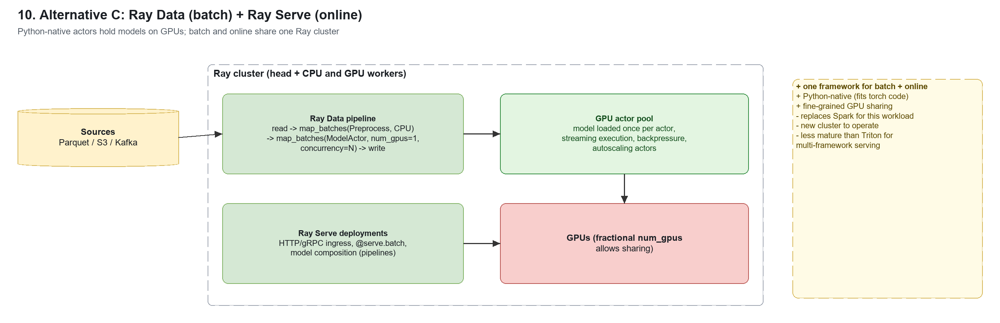 10. Alternative C: Ray Data (batch) + Ray Serve (online)
Python-native actors hold models on GPUs; batch and online share one Ray cluster
Sources
Parquet / S3 / Kafka
Ray cluster (head + CPU and GPU workers)
Ray Data pipeline
read -> map_batches(Preprocess, CPU)
-> map_batches(ModelActor, num_gpus=1,
concurrency=N) -> write
GPU actor pool
model loaded once per actor,
streaming execution, backpressure,
autoscaling actors
Ray Serve deployments
HTTP/gRPC ingress, @serve.batch,
model composition (pipelines)
GPUs (fractional num_gpus
allows sharing)
+ one framework for batch + online
+ Python-native (fits torch code)
+ fine-grained GPU sharing
- replaces Spark for this workload
- new cluster to operate
- less mature than Triton for
multi-framework serving